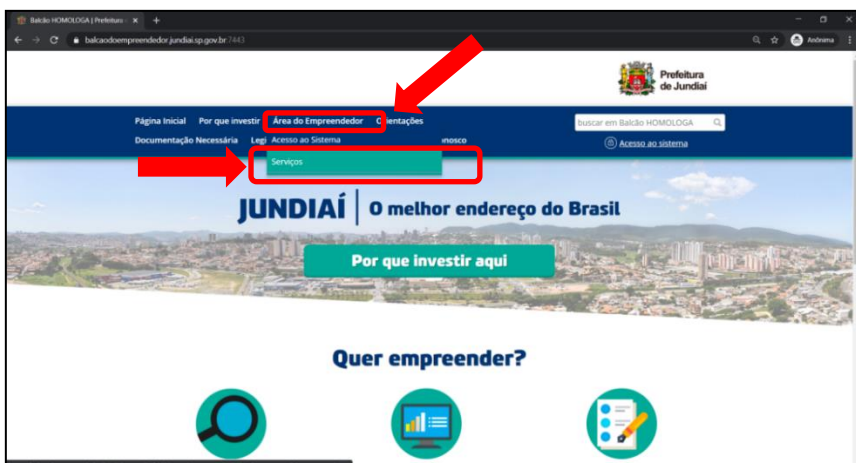 Balcão HOMOLOGA | Prefeitura
balcaodoempreendedor.jundiai.sp.gov.br:7443
Anônima
Prefeitura
de Jundiaí
Página Inicial Por que investir Área do Empreendedor Orientações
buscar em Balcão HOMOLOGA
Documentação Necessária Legi Acesso ao Sistema onosco
Acesso ao sistema
Serviços
JUNDIAÍ | O melhor endereço do Brasil
Por que investir aqui
Quer empreender?